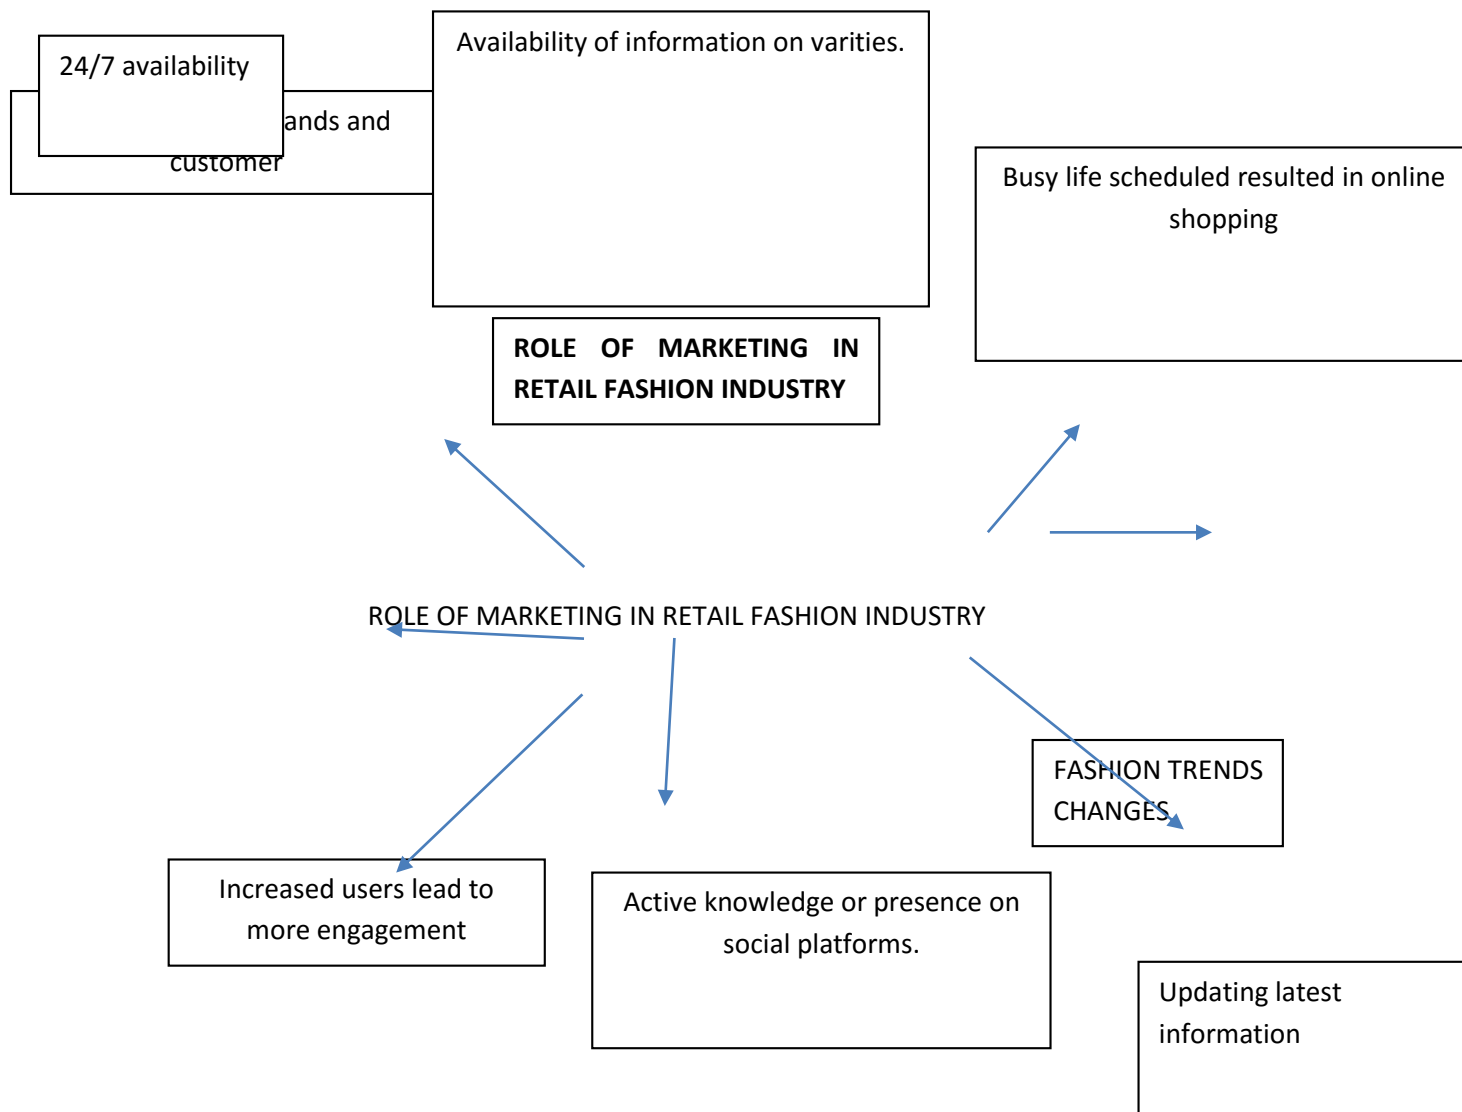 Availability of information on varities.
24/7 availability
ands and
customer
Busy life scheduled resulted in online
shopping
ROLE OF MARKETING IN
RETAIL FASHION INDUSTRY
ROLE OF MARKETING IN RETAIL FASHION INDUSTRY
FASHION TRENDS
CHANGES
Increased users lead to
more engagement
Active knowledge or presence on
social platforms.
Updating latest
information